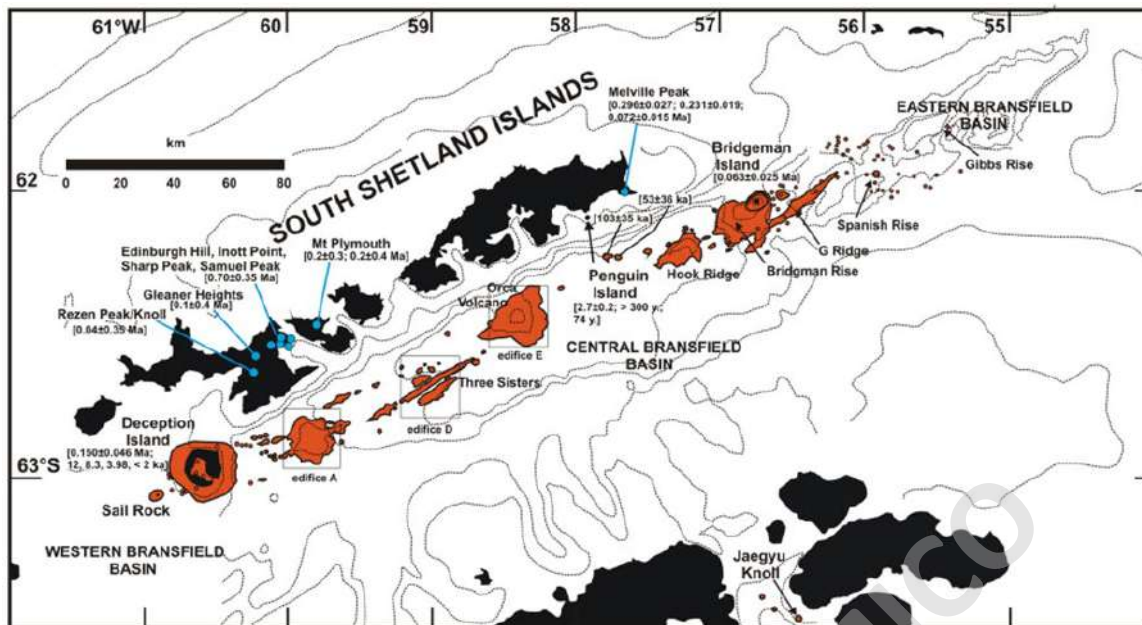 61°W 60 59 58 57 56 55
km
0 20 40 60 80
62
63°S
SOUTH SHETLAND ISLANDS
Melville Peak
[0.296±0.027; 0.231±0.019;
0.072±0.015 Ma]
EASTERN BRANSFIELD
BASIN
Gibbs Rise
Bridgeman
Island
[0.063±0.025 Ma]
Spanish Rise
G Ridge
Bridgman Rise
Hook Ridge
[53±36 ka]
[103±35 ka]
Penguin
Island
[2.7±0.2; > 300 y.;
74 y.]
Edinburgh Hill, Inott Point,
Sharp Peak, Samuel Peak
[0.70±0.35 Ma]
Mt Plymouth
[0.2±0.3; 0.2±0.4 Ma]
Gleaner Heights
[0.1±0.4 Ma]
Rezen Peak/Knoll
[0.64±0.35 Ma]
Orca
Volcano
edifice E
CENTRAL BRANSFIELD
BASIN
Three Sisters
edifice D
Deception
Island
[0.150±0.046 Ma;
12, 8.3, 3.98, < 2 ka]
edifice A
Sail Rock
WESTERN BRANSFIELD
BASIN
Jaegyu
Knoll